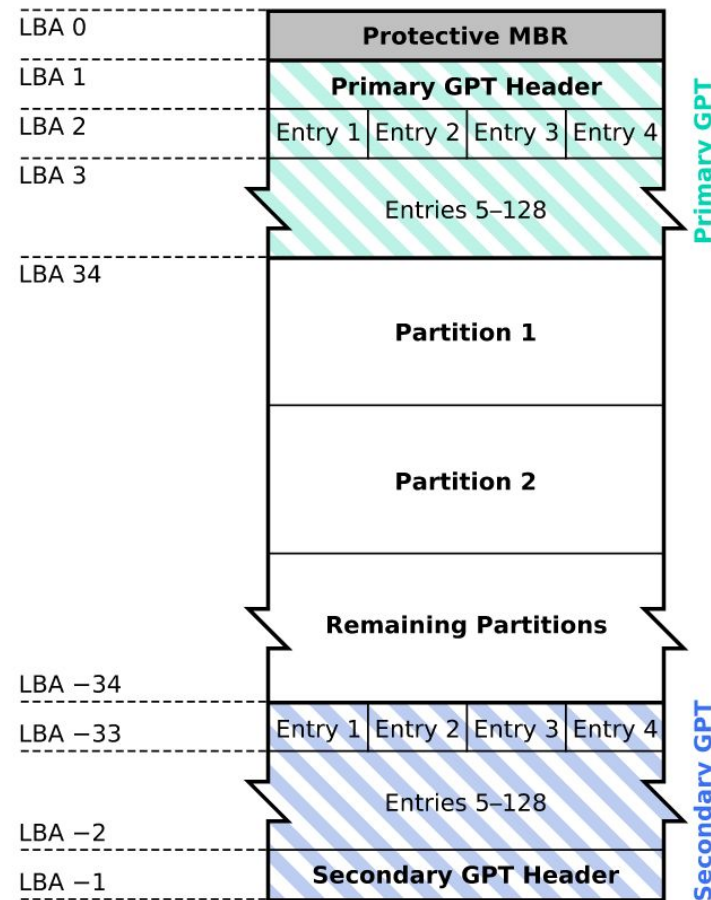 LBA 0
Protective MBR
LBA 1
Primary GPT Header
LBA 2
Entry 1 Entry 2 Entry 3 Entry 4
LBA 3
Entries 5–128
Primary GPT
LBA 34
Partition 1
Partition 2
Remaining Partitions
LBA −34
LBA −33
Entry 1 Entry 2 Entry 3 Entry 4
Entries 5–128
LBA −2
LBA −1
Secondary GPT Header
Secondary GPT